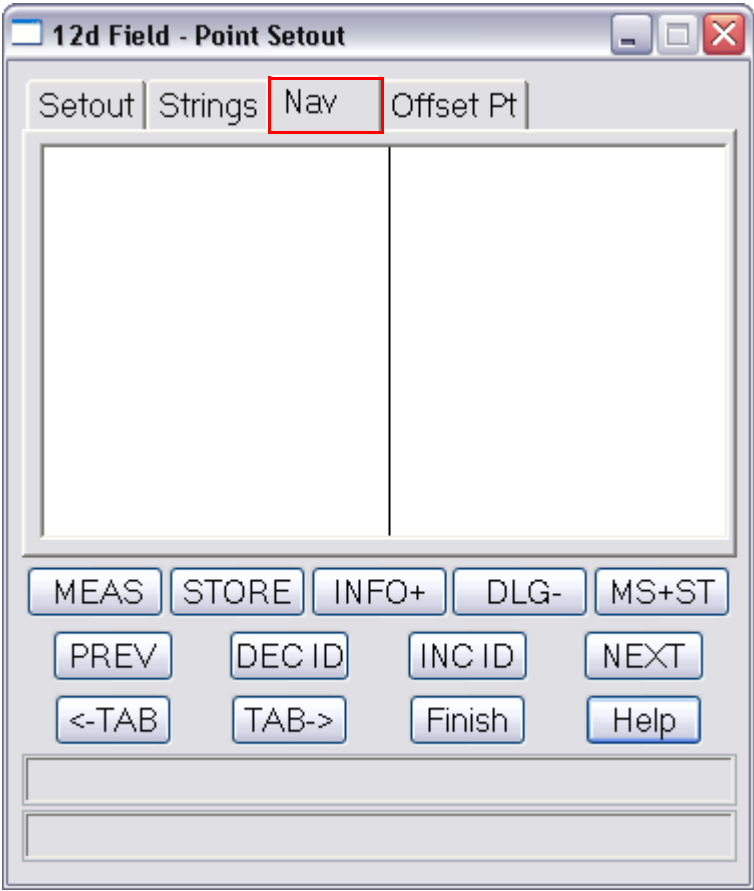 12d Field - Point Setout
Setout Strings Nav Offset Pt
MEAS STORE INFO+ DLG- MS+ST
PREV DEC ID INC ID NEXT
<-TAB TAB-> Finish Help